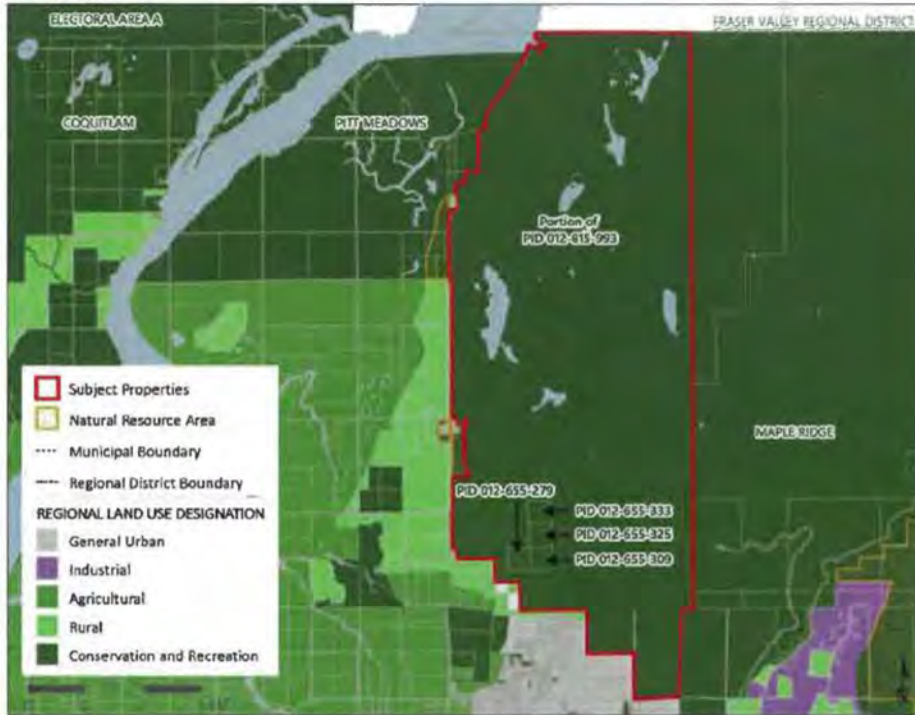 ELECTORAL AREA A
FRASER VALLEY REGIONAL DISTRICT
COQUITLAM
PITT MEADOWS
Portion of
PID 012-615-993
Subject Properties
Natural Resource Area
Municipal Boundary
Regional District Boundary
REGIONAL LAND USE DESIGNATION
General Urban
Industrial
Agricultural
Rural
Conservation and Recreation
MAPLE RIDGE
PID 012-655-279
PID 012-655-333
PID 012-655-325
PID 012-655-309